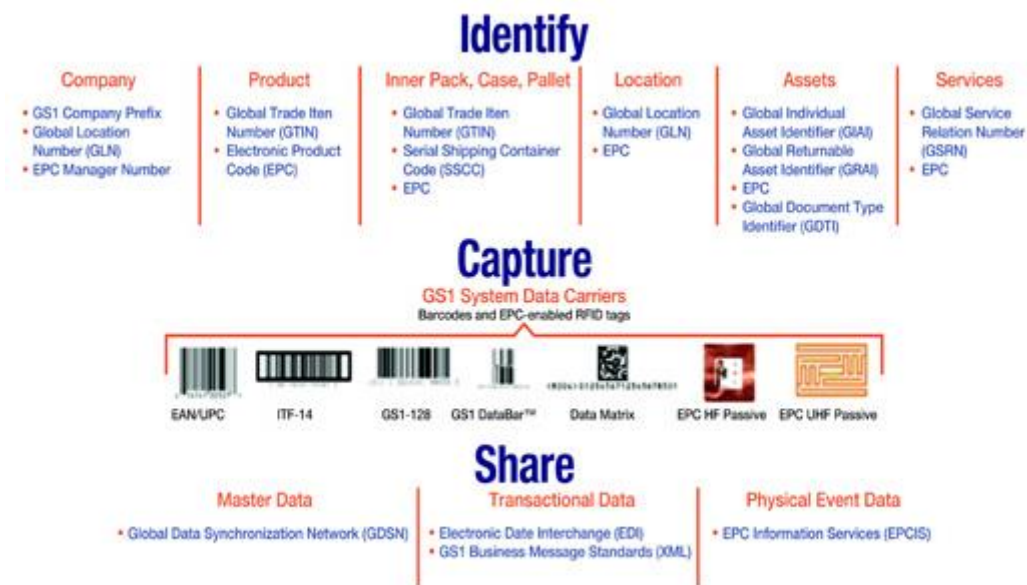 Identify
Company
• GS1 Company Prefix
• Global Location
Number (GLN)
• EPC Manager Number
Product
• Global Trade Iten
Number (GTIN)
• Electronic Product
Code (EPC)
Inner Pack, Case, Pallet
• Global Trade Iten
Number (GTIN)
• Serial Shipping Container
Code (SSCC)
• EPC
Location
• Global Location
Number (GLN)
• EPC
Assets
• Global Individual
Asset Identifier (GIAI)
• Global Returnable
Asset Identifier (GRAI)
• EPC
• Global Document Type
Identifier (GDTI)
Services
• Global Service
Relation Number
(GSRN)
• EPC
Capture
GS1 System Data Carriers
Barcodes and EPC-enabled RFID tags
EAN/UPC
ITF-14
GS1-128
GS1 DataBar™
Data Matrix
EPC HF Passive
EPC UHF Passive
Share
Master Data
• Global Data Synchronization Network (GDSN)
Transactional Data
• Electronic Date Interchange (EDI)
• GS1 Business Message Standards (XML)
Physical Event Data
• EPC Information Services (EPCIS)